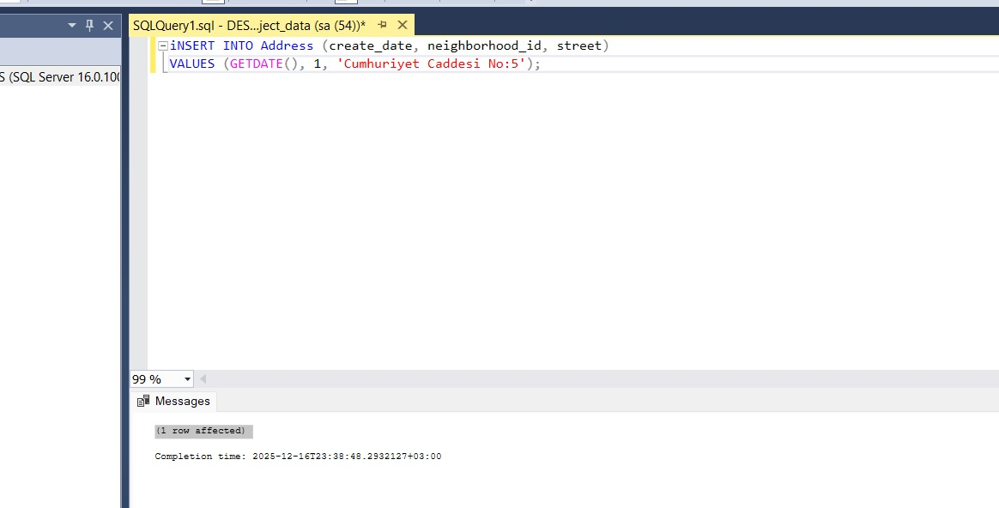 SQLQuery1.sql - DES...ject_data (sa (54))*
S (SQL Server 16.0.100
iNSERT INTO Address (create_date, neighborhood_id, street)
VALUES (GETDATE(), 1, 'Cumhuriyet Caddesi No:5');
99 %
Messages
(1 row affected)
Completion time: 2025-12-16T23:38:48.2932127+03:00